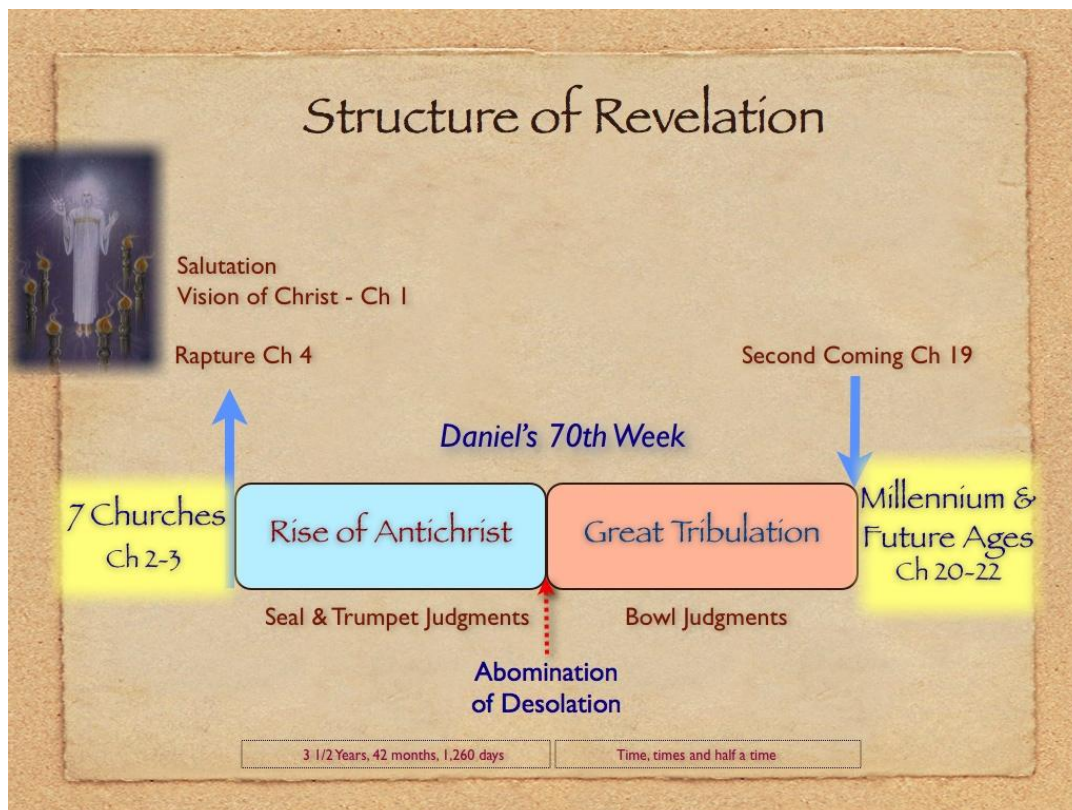 Structure of Revelation
Salutation
Vision of Christ - Ch 1
Rapture Ch 4
Second Coming Ch 19
Daniel's 70th Week
7 Churches
Ch 2-3
Rise of Antichrist
Great Tribulation
Millennium &
Future Ages
Ch 20-22
Seal & Trumpet Judgments
Bowl Judgments
Abomination
of Desolation
3 1/2 Years, 42 months, 1,260 days
Time, times and half a time